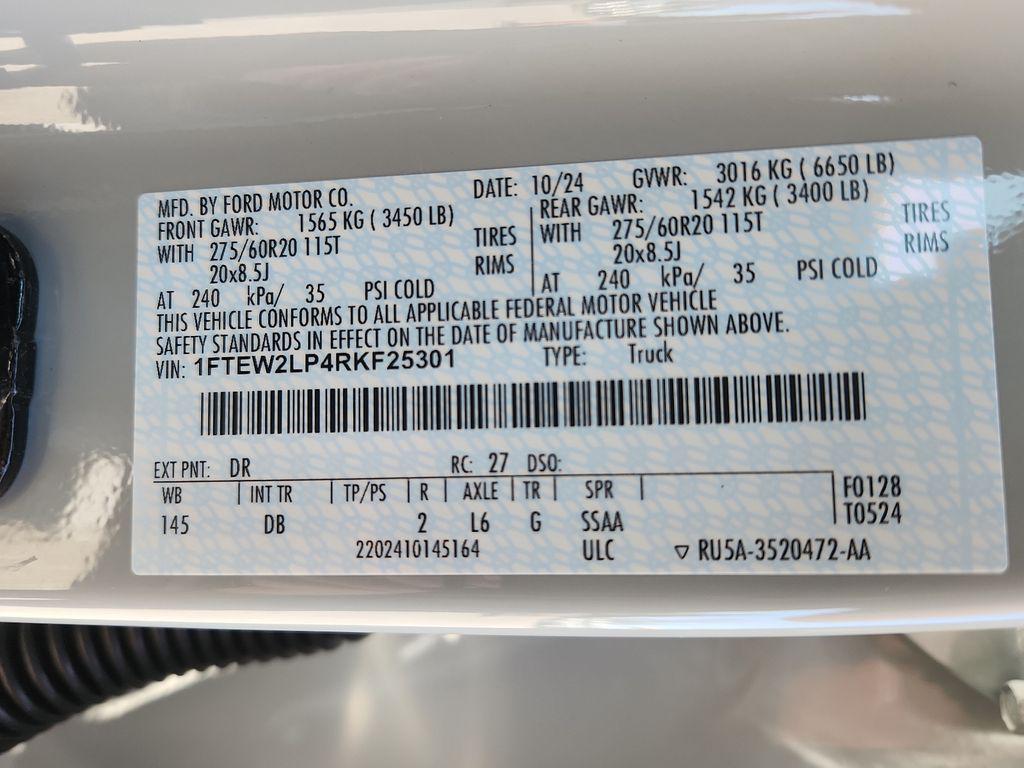 MFD. BY FORD MOTOR CO. DATE: 10/24 GVWR: 3016 KG ( 6650 LB)
FRONT GAWR: 1565 KG ( 3450 LB) REAR GAWR: 1542 KG ( 3400 LB)
WITH 275/60R20 115T TIRES WITH 275/60R20 115T TIRES
20x8.5J RIMS 20x8.5J RIMS
AT 240 kPa/ 35 PSI COLD AT 240 kPa/ 35 PSI COLD
THIS VEHICLE CONFORMS TO ALL APPLICABLE FEDERAL MOTOR VEHICLE
SAFETY STANDARDS IN EFFECT ON THE DATE OF MANUFACTURE SHOWN ABOVE.
VIN: 1FTEW2LP4RKF25301 TYPE: Truck
EXT PNT: DR RC: 27 DSO:
WB INT TR TP/PS R AXLE TR SPR F0128
145 DB 2 L6 G SSAA T0524
2202410145164 ULC ▽ RU5A-3520472-AA